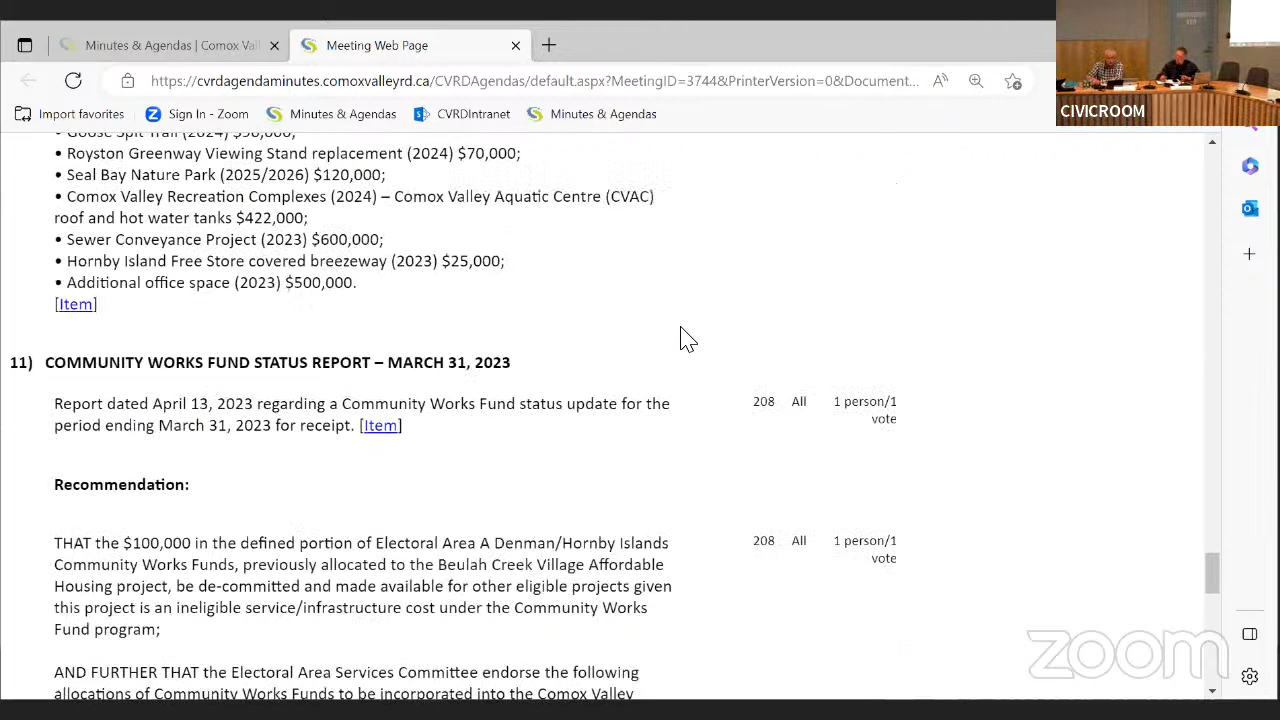 Minutes & Agendas | Comox Val
Meeting Web Page
https://cvrdagendaminutes.comoxvalleyrd.ca/CVRDAgendas/default.aspx?MeetingID=3744&PrinterVersion=0&Document...
Import favorites
Sign In - Zoom
Minutes & Agendas
CVRDIntranet
Minutes & Agendas
CIVICROOM
• Goose Spit Trail (2024) $90,000;
• Royston Greenway Viewing Stand replacement (2024) $70,000;
• Seal Bay Nature Park (2025/2026) $120,000;
• Comox Valley Recreation Complexes (2024) – Comox Valley Aquatic Centre (CVAC)
roof and hot water tanks $422,000;
• Sewer Conveyance Project (2023) $600,000;
• Hornby Island Free Store covered breezeway (2023) $25,000;
• Additional office space (2023) $500,000.
[Item]
11) COMMUNITY WORKS FUND STATUS REPORT – MARCH 31, 2023
Report dated April 13, 2023 regarding a Community Works Fund status update for the
period ending March 31, 2023 for receipt. [Item]
208 All 1 person/1
vote
Recommendation:
THAT the $100,000 in the defined portion of Electoral Area A Denman/Hornby Islands
Community Works Funds, previously allocated to the Beulah Creek Village Affordable
Housing project, be de-committed and made available for other eligible projects given
this project is an ineligible service/infrastructure cost under the Community Works
Fund program;
208 All 1 person/1
vote
AND FURTHER THAT the Electoral Area Services Committee endorse the following
allocations of Community Works Funds to be incorporated into the Comox Valley
zoom